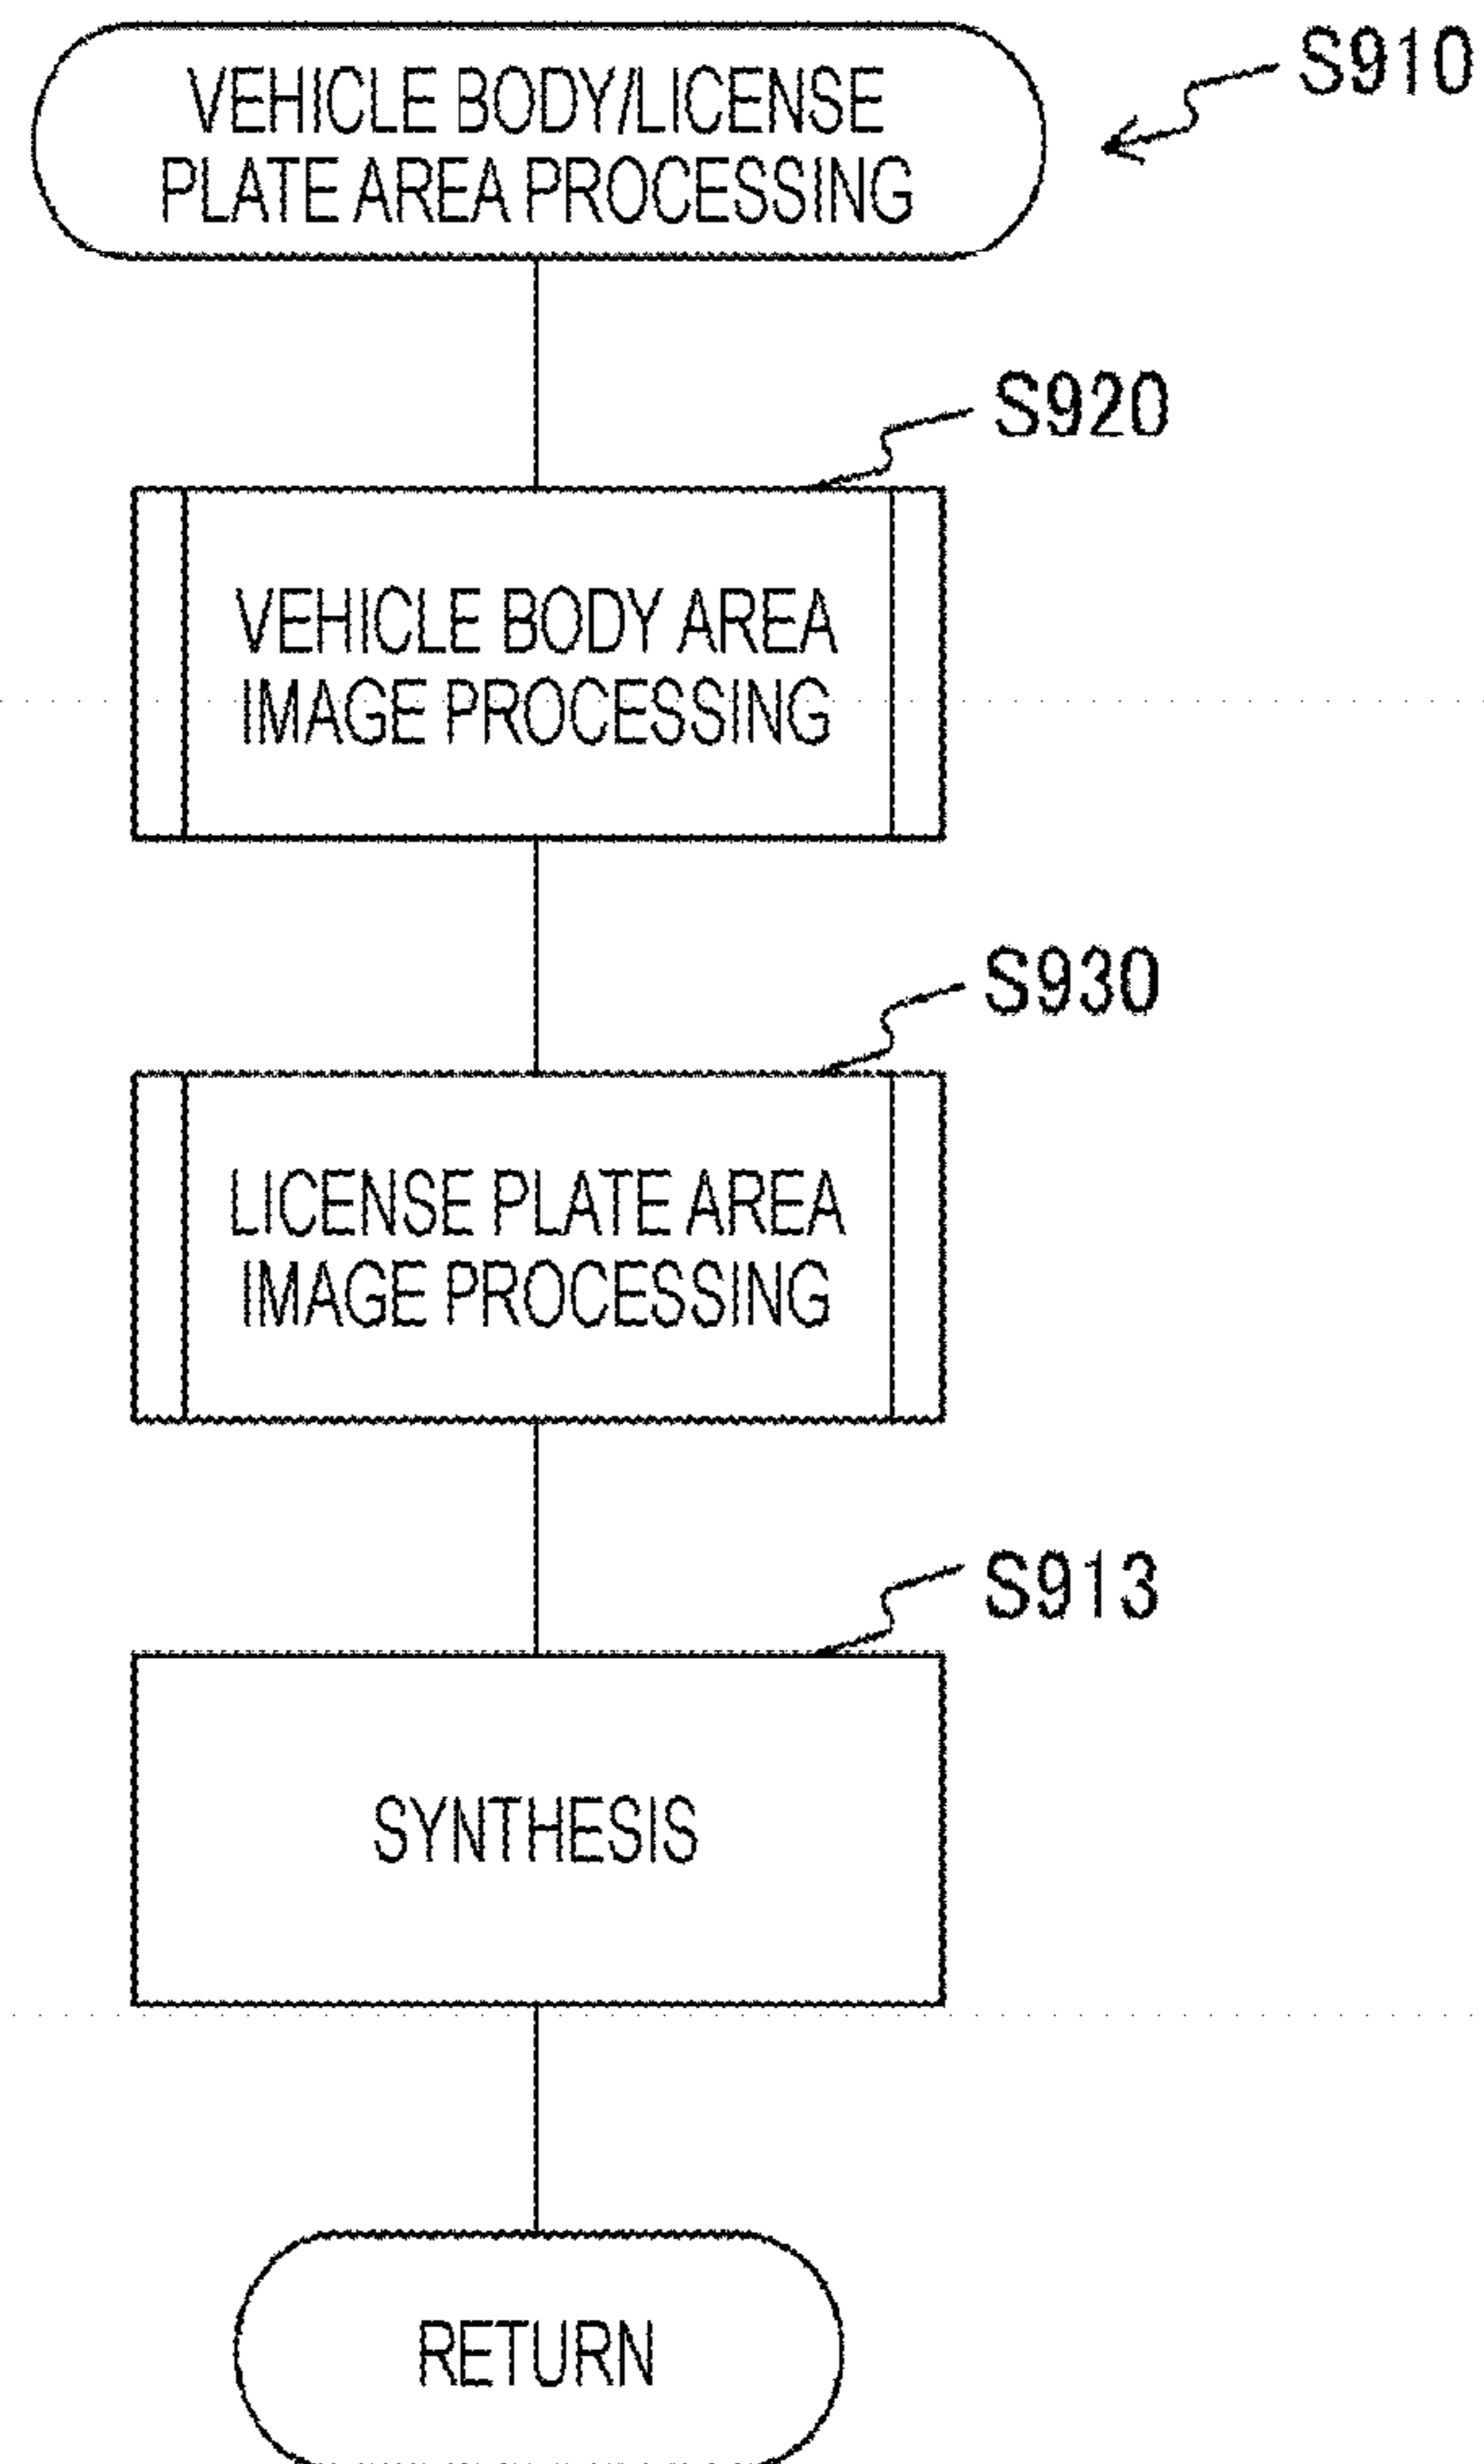 S910
VEHICLE BODY/LICENSE
PLATE AREA PROCESSING
S920
VEHICLE BODY AREA
IMAGE PROCESSING
S930
LICENSE PLATE AREA
IMAGE PROCESSING
S913
SYNTHESIS
RETURN